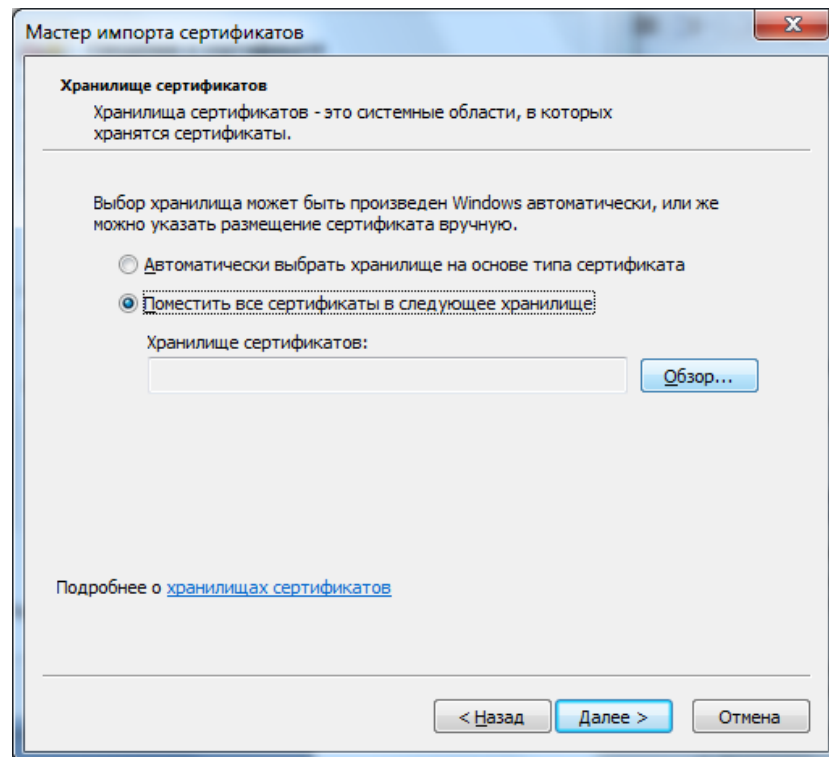 Мастер импорта сертификатов
Хранилище сертификатов
Хранилища сертификатов - это системные области, в которых
хранятся сертификаты.
Выбор хранилища может быть произведен Windows автоматически, или же
можно указать размещение сертификата вручную.
Автоматически выбрать хранилище на основе типа сертификата
Поместить все сертификаты в следующее хранилище
Хранилище сертификатов:
Обзор...
Подробнее о хранилищах сертификатов
< Назад Далее > Отмена